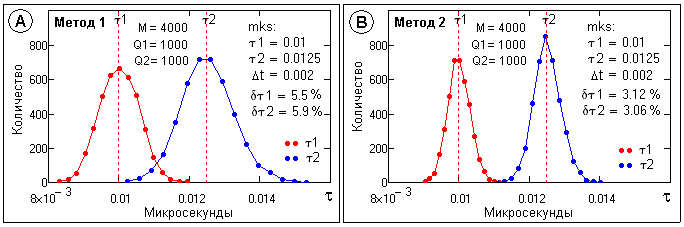 A Метод 1 τ1 τ2
M = 4000
Q1= 1000
Q2= 1000
mks:
τ1 = 0.01
τ2 = 0.0125
Δt = 0.002
δτ1 = 5.5 %
δτ2 = 5.9 %
τ1
τ2
Количество
800
600
400
200
0
8×10⁻³ 0.01 0.012 0.014 τ
Микросекунды
B Метод 2 τ1 τ2
M = 4000
Q1= 1000
Q2= 1000
mks:
τ1 = 0.01
τ2 = 0.0125
Δt = 0.002
δτ1 = 3.12 %
δτ2 = 3.06 %
τ1
τ2
Количество
800
600
400
200
0
8×10⁻³ 0.01 0.012 0.014 τ
Микросекунды